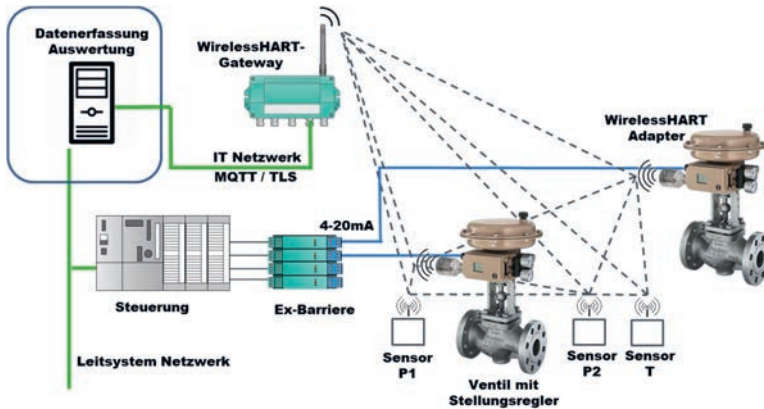 Datenerfassung
Auswertung
WirelessHART-
Gateway
WirelessHART
Adapter
IT Netzwerk
MQTT / TLS
4-20mA
Steuerung
Ex-Barriere
Sensor
P1
Sensor
P2
Sensor
T
Leitsystem Netzwerk
Ventil mit
Stellungsregler